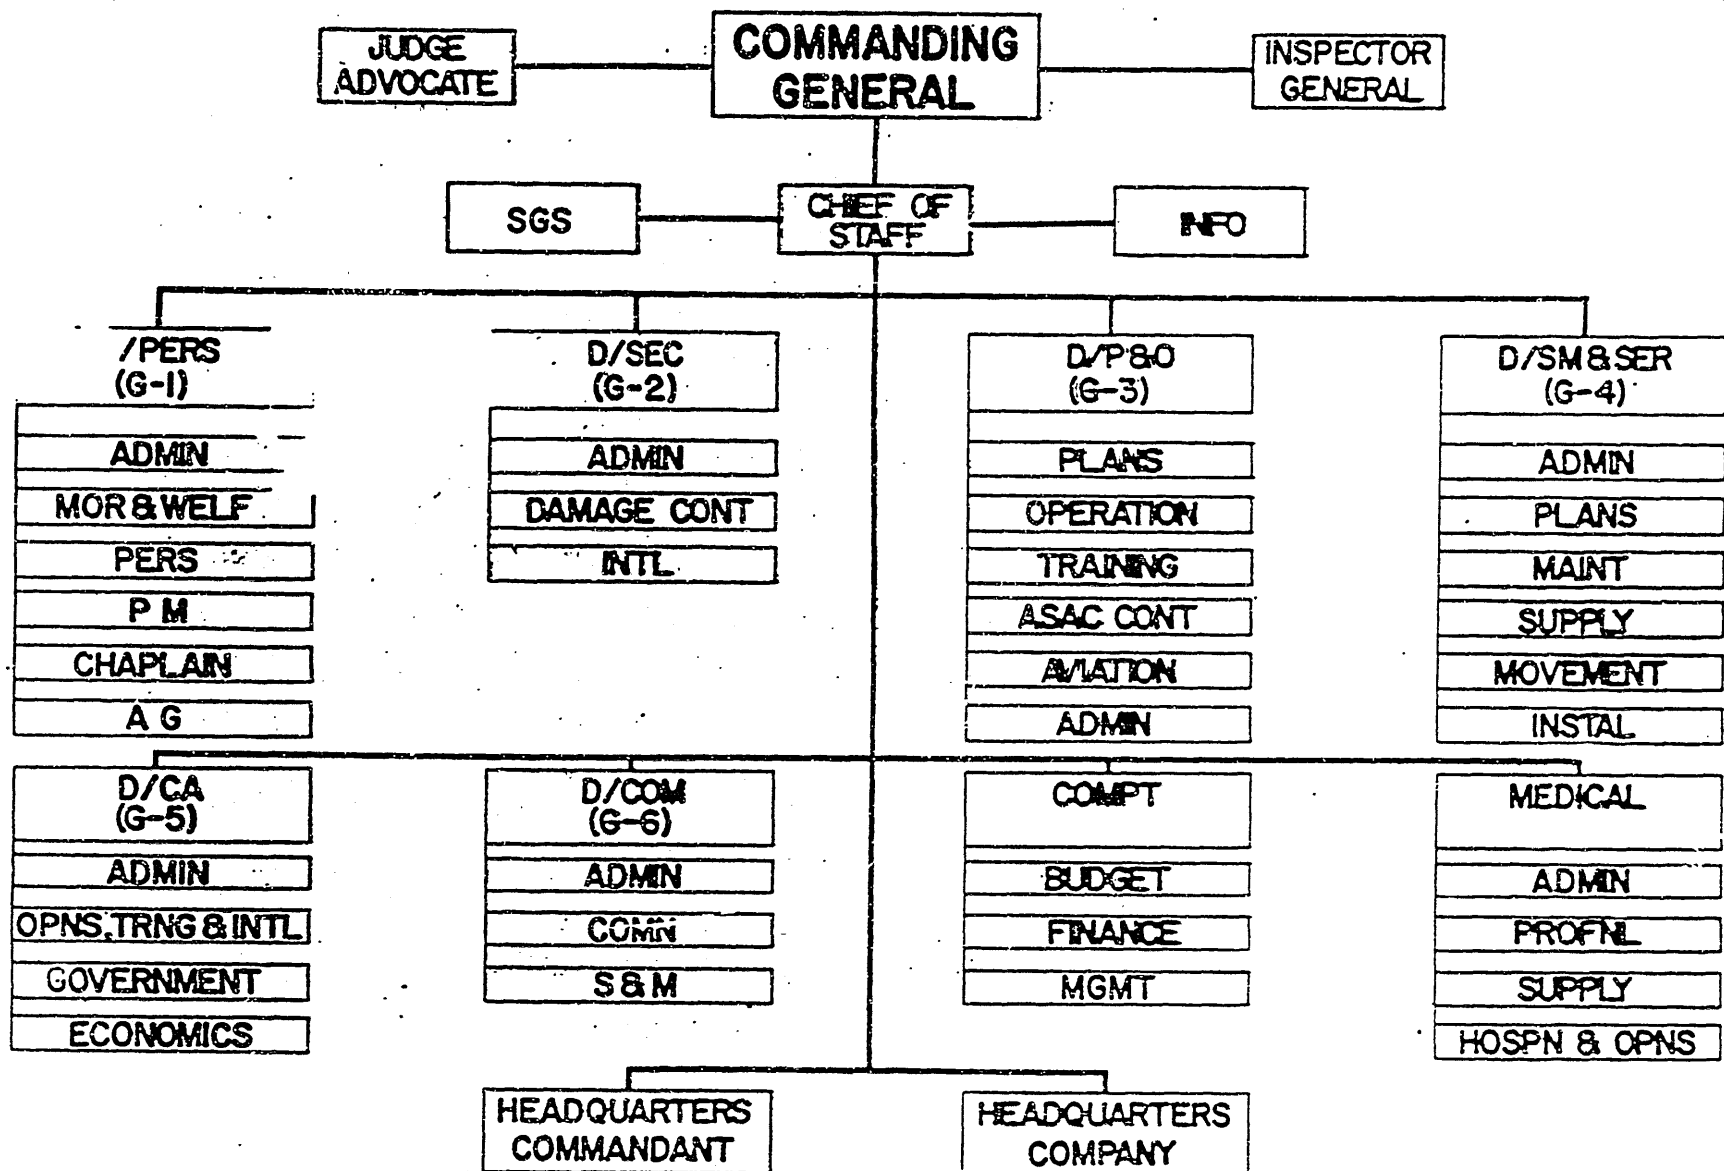 JUDGE
ADVOCATE
COMMANDING
GENERAL
INSPECTOR
GENERAL
SGS
CHIEF OF
STAFF
INFO
/PERS
(G-1)
ADMIN
MOR & WELF
PERS
P M
CHAPLAIN
A G
D/SEC
(G-2)
ADMIN
DAMAGE CONT
INTL
D/P&O
(G-3)
PLANS
OPERATION
TRAINING
ASAC CONT
AVIATION
ADMIN
D/SM & SER
(G-4)
ADMIN
PLANS
MAINT
SUPPLY
MOVEMENT
INSTAL
D/CA
(G-5)
ADMIN
OPNS, TRNG & INTL
GOVERNMENT
ECONOMICS
D/COM
(G-6)
ADMIN
COMN
S & M
COMPT
BUDGET
FINANCE
MGMT
MEDICAL
ADMIN
PROFNL
SUPPLY
HOSPN & OPNS
HEADQUARTERS
COMMANDANT
HEADQUARTERS
COMPANY